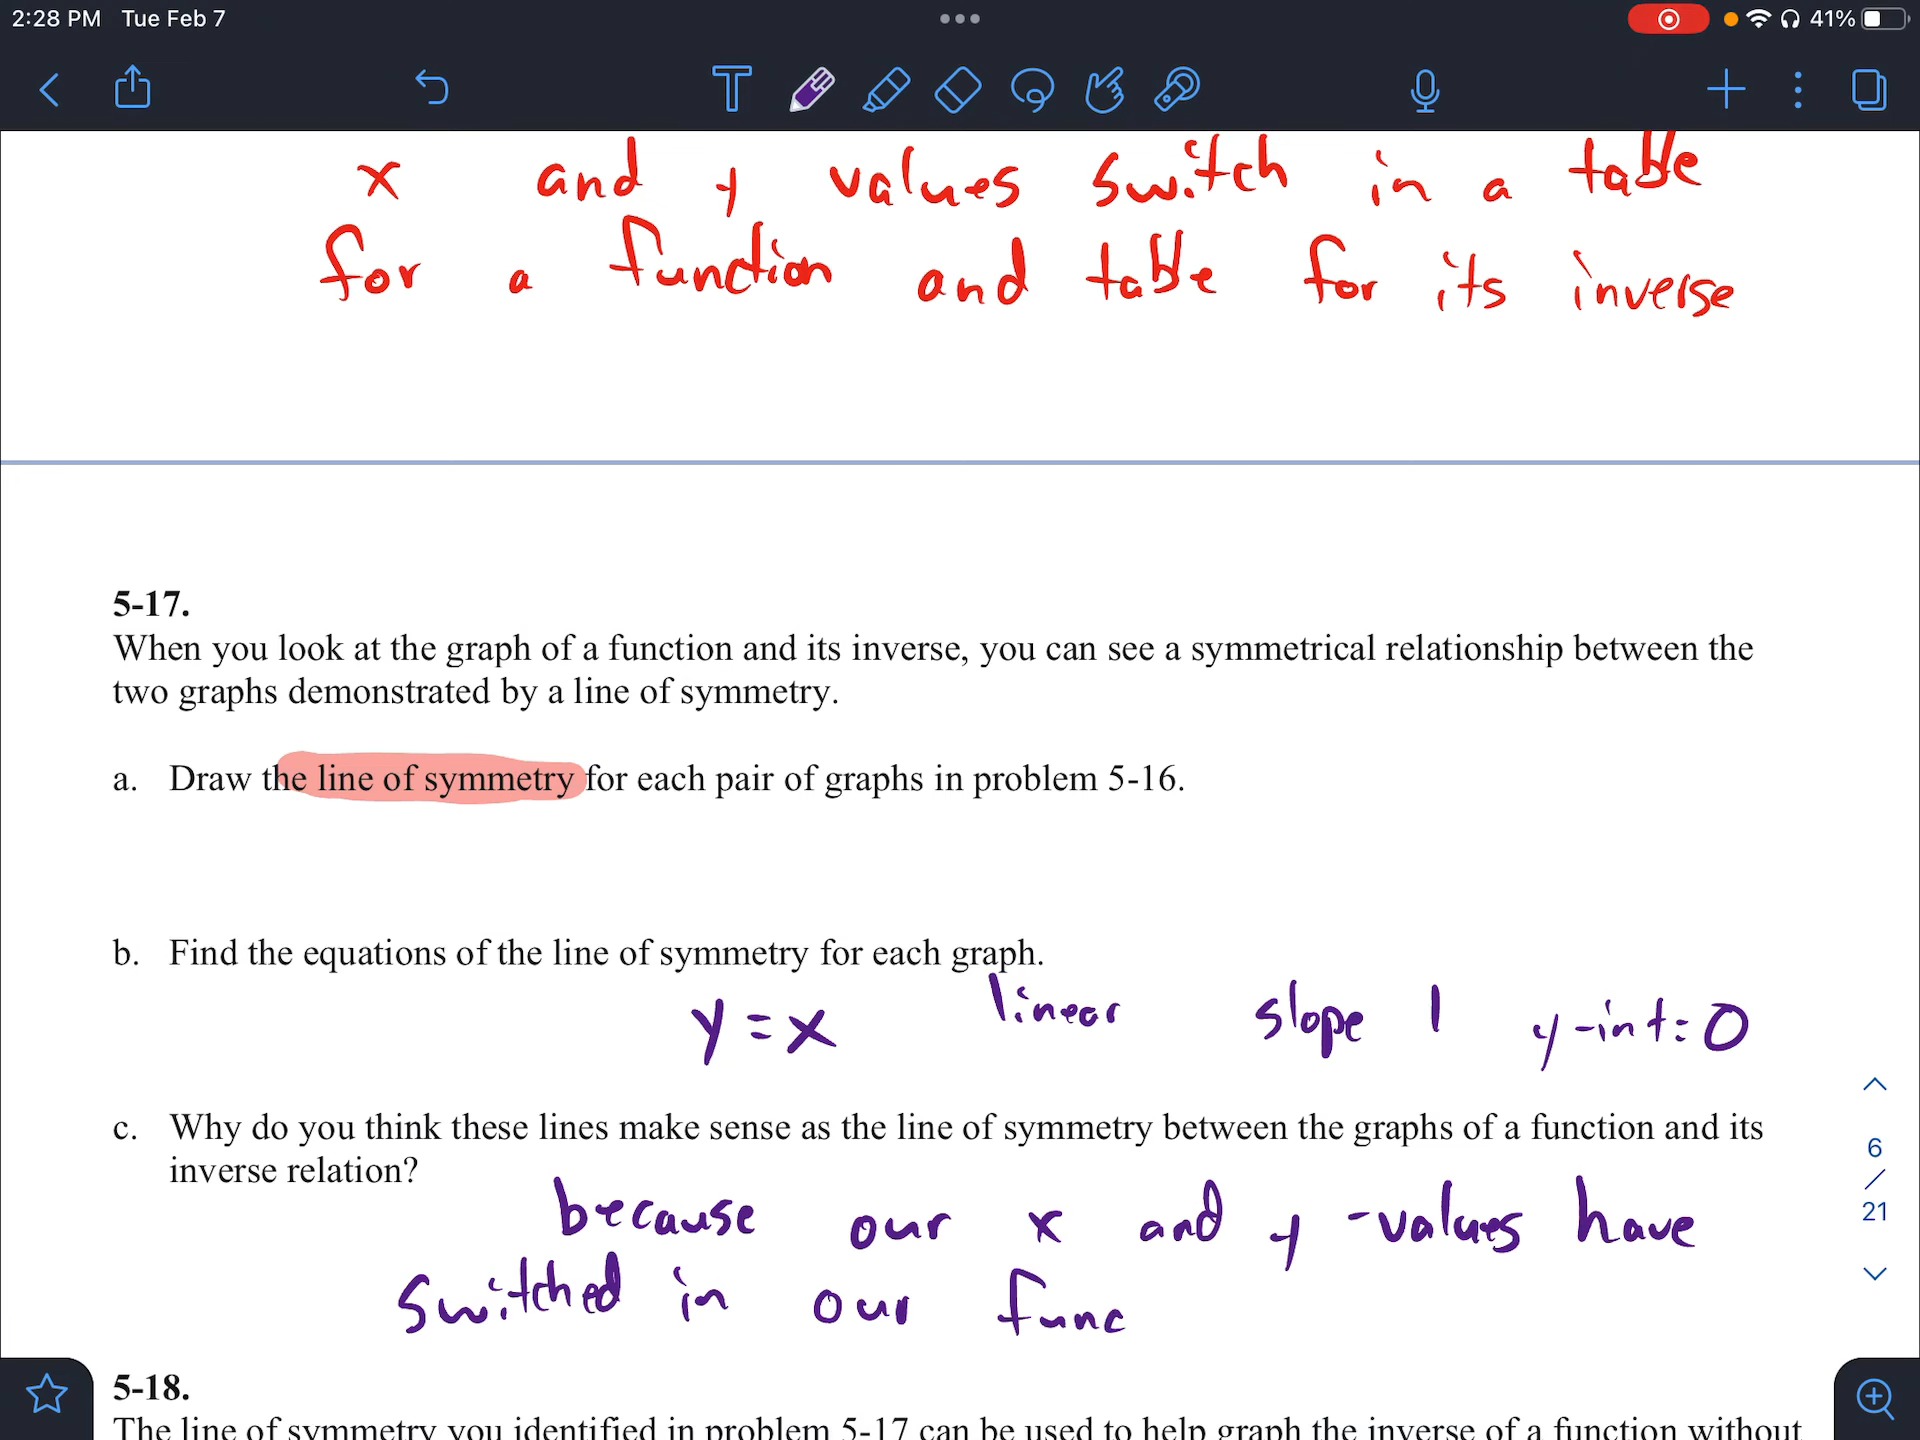 2:28 PM Tue Feb 7
41%
x and y values switch in a table
for a function and table for its inverse
5-17.
When you look at the graph of a function and its inverse, you can see a symmetrical relationship between the
two graphs demonstrated by a line of symmetry.
a. Draw the line of symmetry for each pair of graphs in problem 5-16.
b. Find the equations of the line of symmetry for each graph.
y = x linear slope 1 y-int = 0
c. Why do you think these lines make sense as the line of symmetry between the graphs of a function and its
inverse relation?
because our x and y -values have
switched in our func
6
/
21
5-18.
The line of symmetry you identified in problem 5-17 can be used to help graph the inverse of a function without